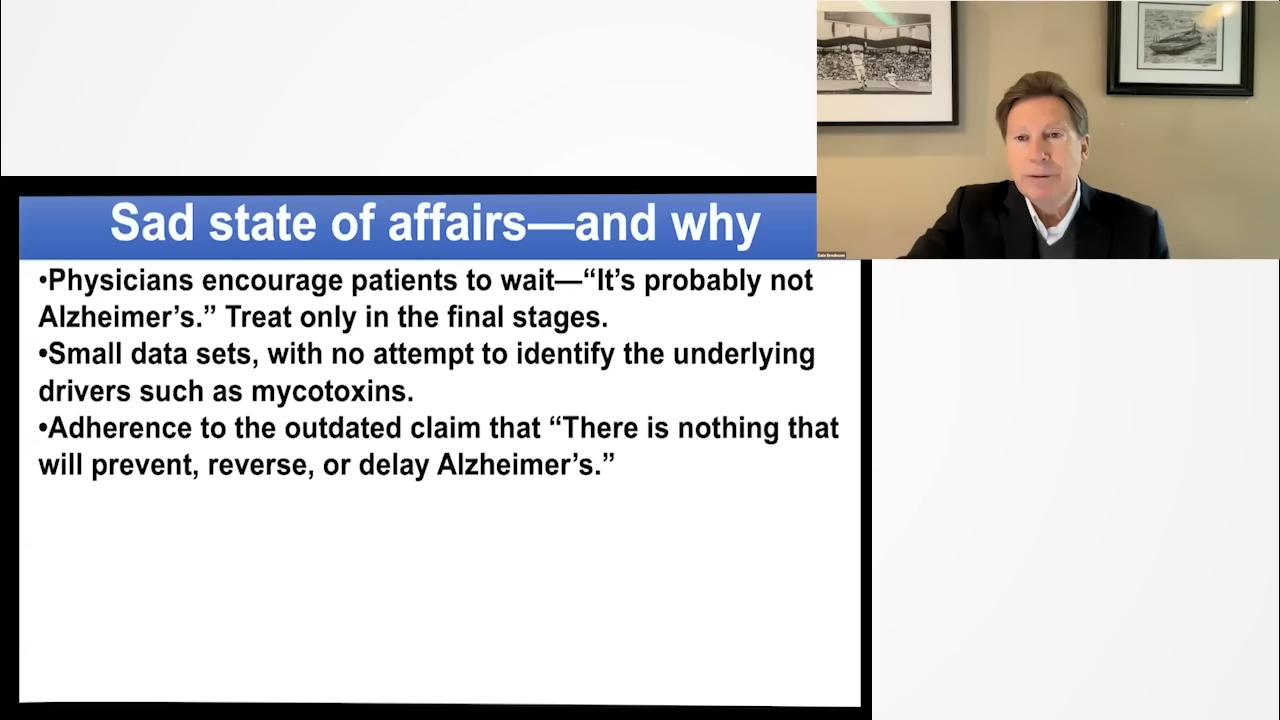 Sad state of affairs—and why
•Physicians encourage patients to wait—“It’s probably not
Alzheimer’s.” Treat only in the final stages.
•Small data sets, with no attempt to identify the underlying
drivers such as mycotoxins.
•Adherence to the outdated claim that “There is nothing that
will prevent, reverse, or delay Alzheimer’s.”
Dale Bredesen